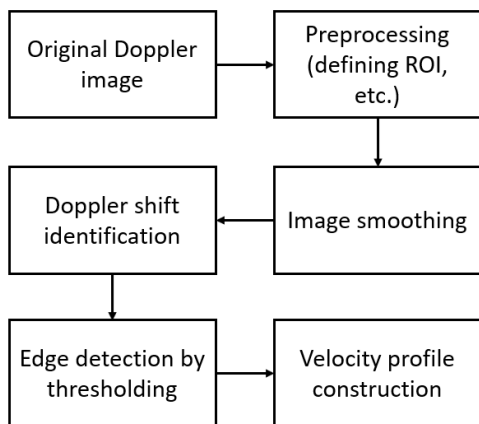 Original Doppler
image
Preprocessing
(defining ROI,
etc.)
Image smoothing
Doppler shift
identification
Edge detection by
thresholding
Velocity profile
construction